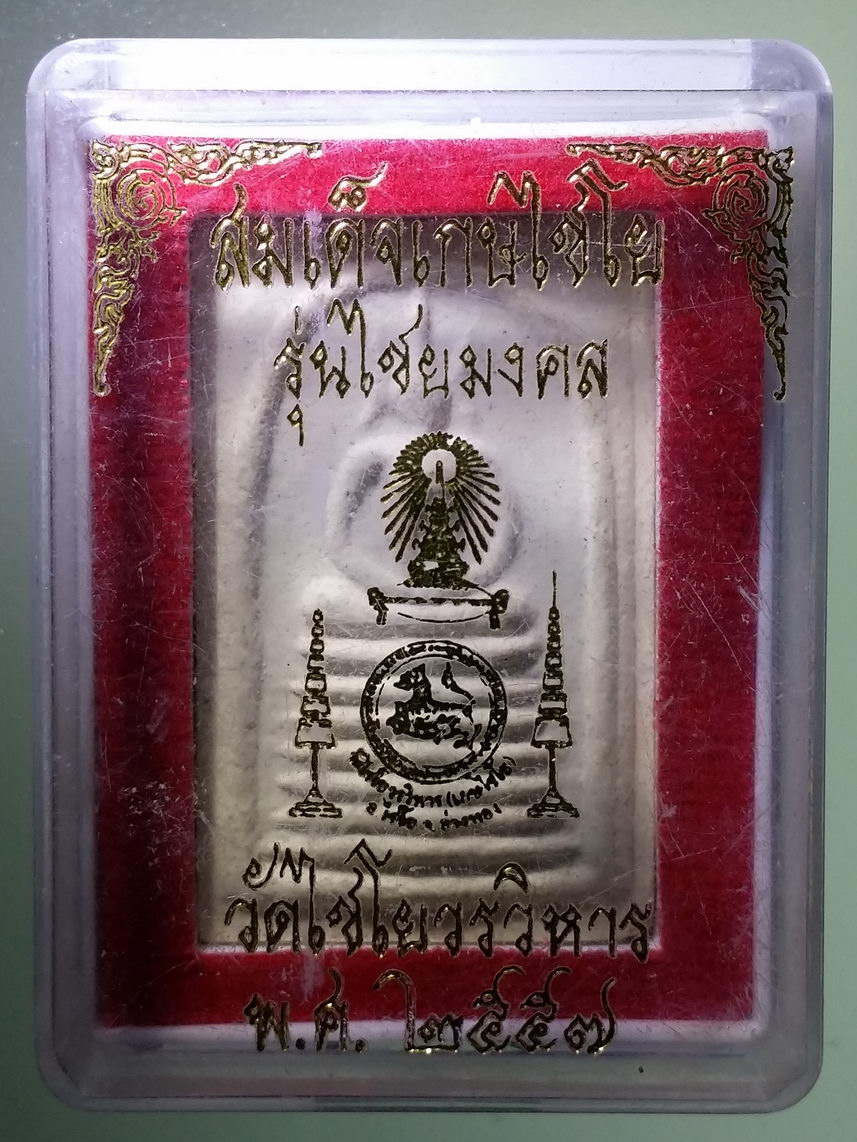 สมเด็จเกษไชโย
รุ่นไชยมงคล
วัดไชโยวรวิหาร
พ.ศ. ๒๕๕๗